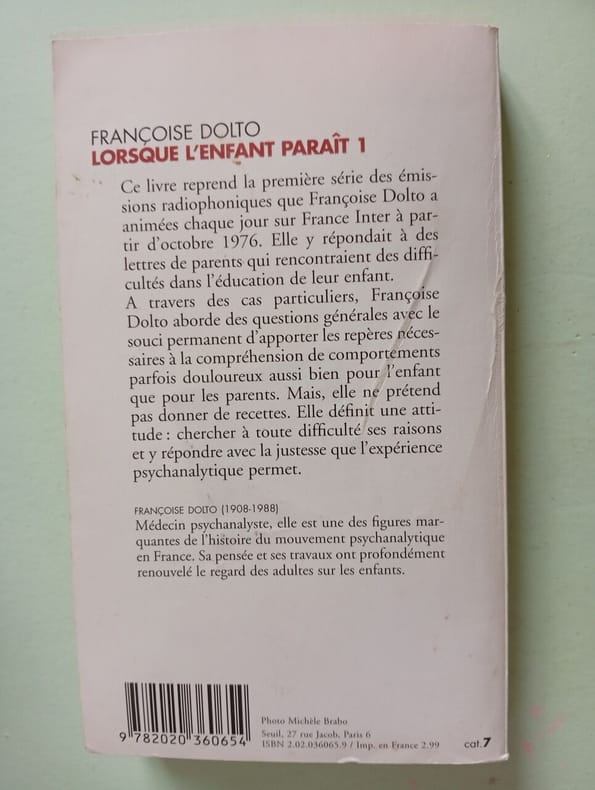 FRANÇOISE DOLTO
LORSQUE L'ENFANT PARAÎT 1
Ce livre reprend la première série des émis-
sions radiophoniques que Françoise Dolto a
animées chaque jour sur France Inter à par-
tir d'octobre 1976. Elle y répondait à des
lettres de parents qui rencontraient des diffi-
cultés dans l'éducation de leur enfant.
A travers des cas particuliers, Françoise
Dolto aborde des questions générales avec le
souci permanent d'apporter les repères néces-
saires à la compréhension de comportements
parfois douloureux aussi bien pour l'enfant
que pour les parents. Mais, elle ne prétend
pas donner de recettes. Elle définit une atti-
tude : chercher à toute difficulté ses raisons
et y répondre avec la justesse que l'expérience
psychanalytique permet.
FRANÇOISE DOLTO (1908-1988)
Médecin psychanalyste, elle est une des figures mar-
quantes de l'histoire du mouvement psychanalytique
en France. Sa pensée et ses travaux ont profondément
renouvelé le regard des adultes sur les enfants.
9 782020 360654
Photo Michèle Brabo
Seuil, 27 rue Jacob, Paris 6
ISBN 2.02.036065.9 / Imp. en France 2.99
cat.7